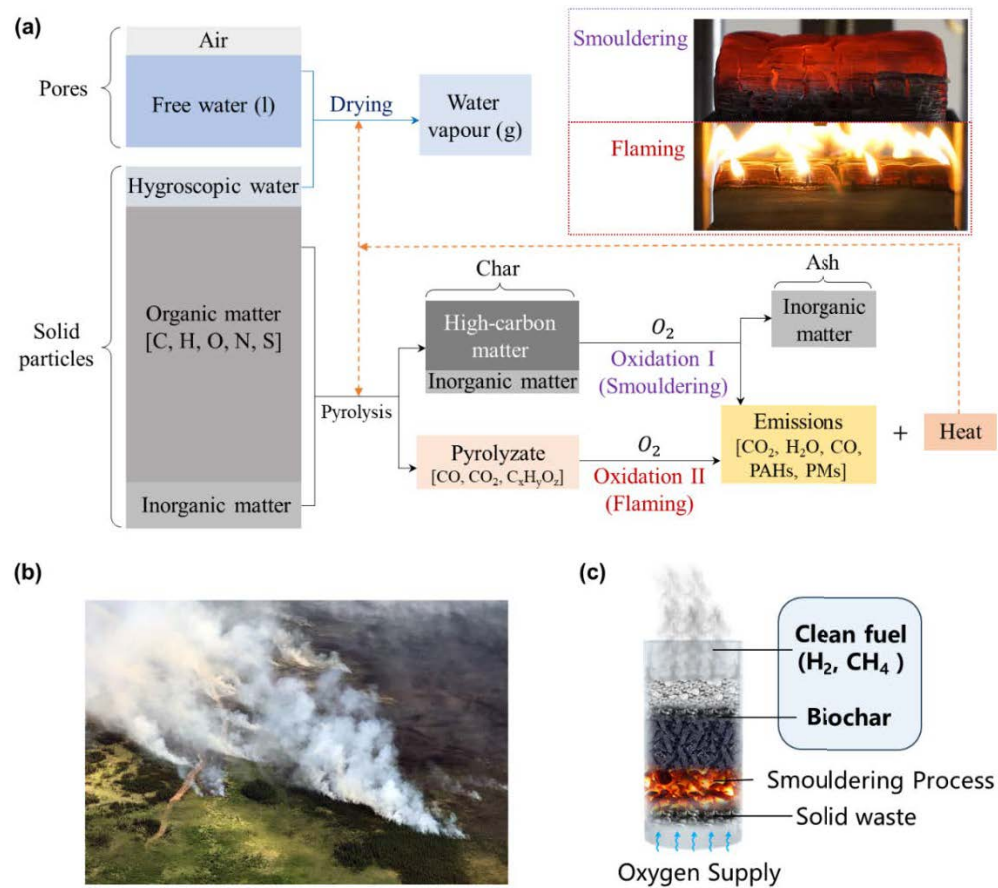 (a)
Pores
Air
Free water (l)
Drying
Water
vapour (g)
Smouldering
Flaming
Solid
particles
Hygroscopic water
Organic matter
[C, H, O, N, S]
Inorganic matter
Pyrolysis
Char
High-carbon
matter
Inorganic matter
O₂
Oxidation I
(Smouldering)
Ash
Inorganic
matter
Pyrolyzate
[CO, CO₂, CₓHᵧO_z]
O₂
Oxidation II
(Flaming)
Emissions
[CO₂, H₂O, CO,
PAHs, PMs]
+
Heat
(b)
(c)
Clean fuel
(H₂, CH₄ )
Biochar
Smouldering Process
Solid waste
Oxygen Supply